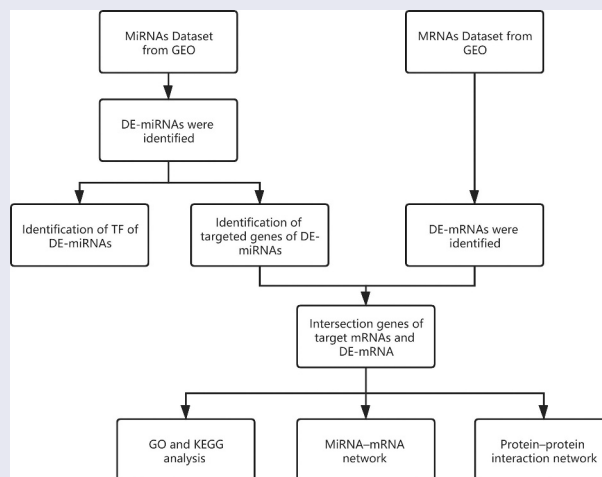 MiRNAs Dataset
from GEO
MRNAs Dataset from
GEO
DE-miRNAs were
identified
Identification of TF of
DE-miRNAs
Identification of
targeted genes of DE-
miRNAs
DE-mRNAs were
identified
Intersection genes of
target mRNAs and
DE-mRNA
GO and KEGG
analysis
MiRNA–mRNA
network
Protein–protein
interaction network